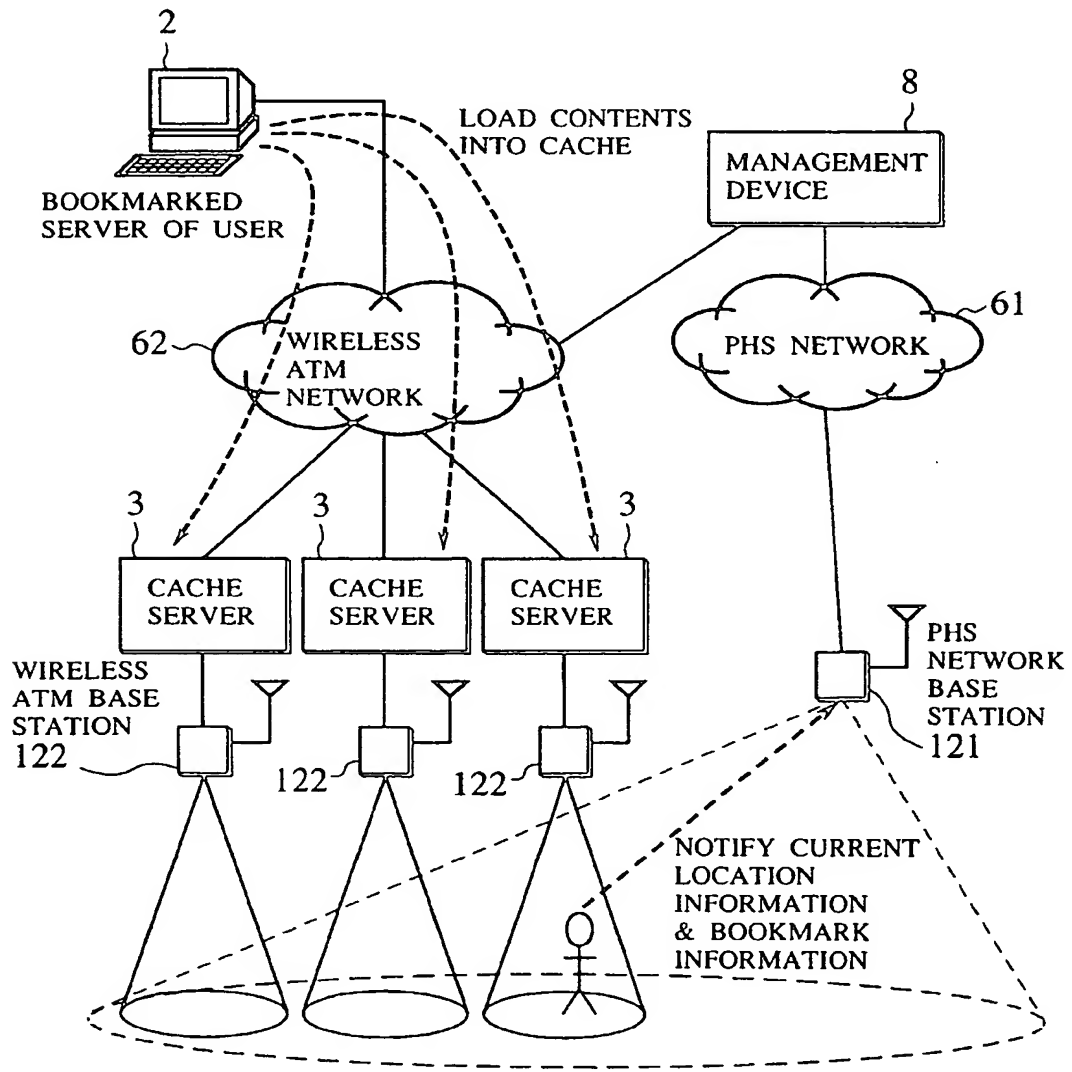 2
8
LOAD CONTENTS
INTO CACHE
MANAGEMENT
DEVICE
BOOKMARKED
SERVER OF USER
62
WIRELESS
ATM
NETWORK
61
PHS NETWORK
3
3
3
CACHE
SERVER
CACHE
SERVER
CACHE
SERVER
WIRELESS
ATM BASE
STATION
122
122
122
PHS
NETWORK
BASE
STATION
121
NOTIFY CURRENT
LOCATION
INFORMATION
& BOOKMARK
INFORMATION